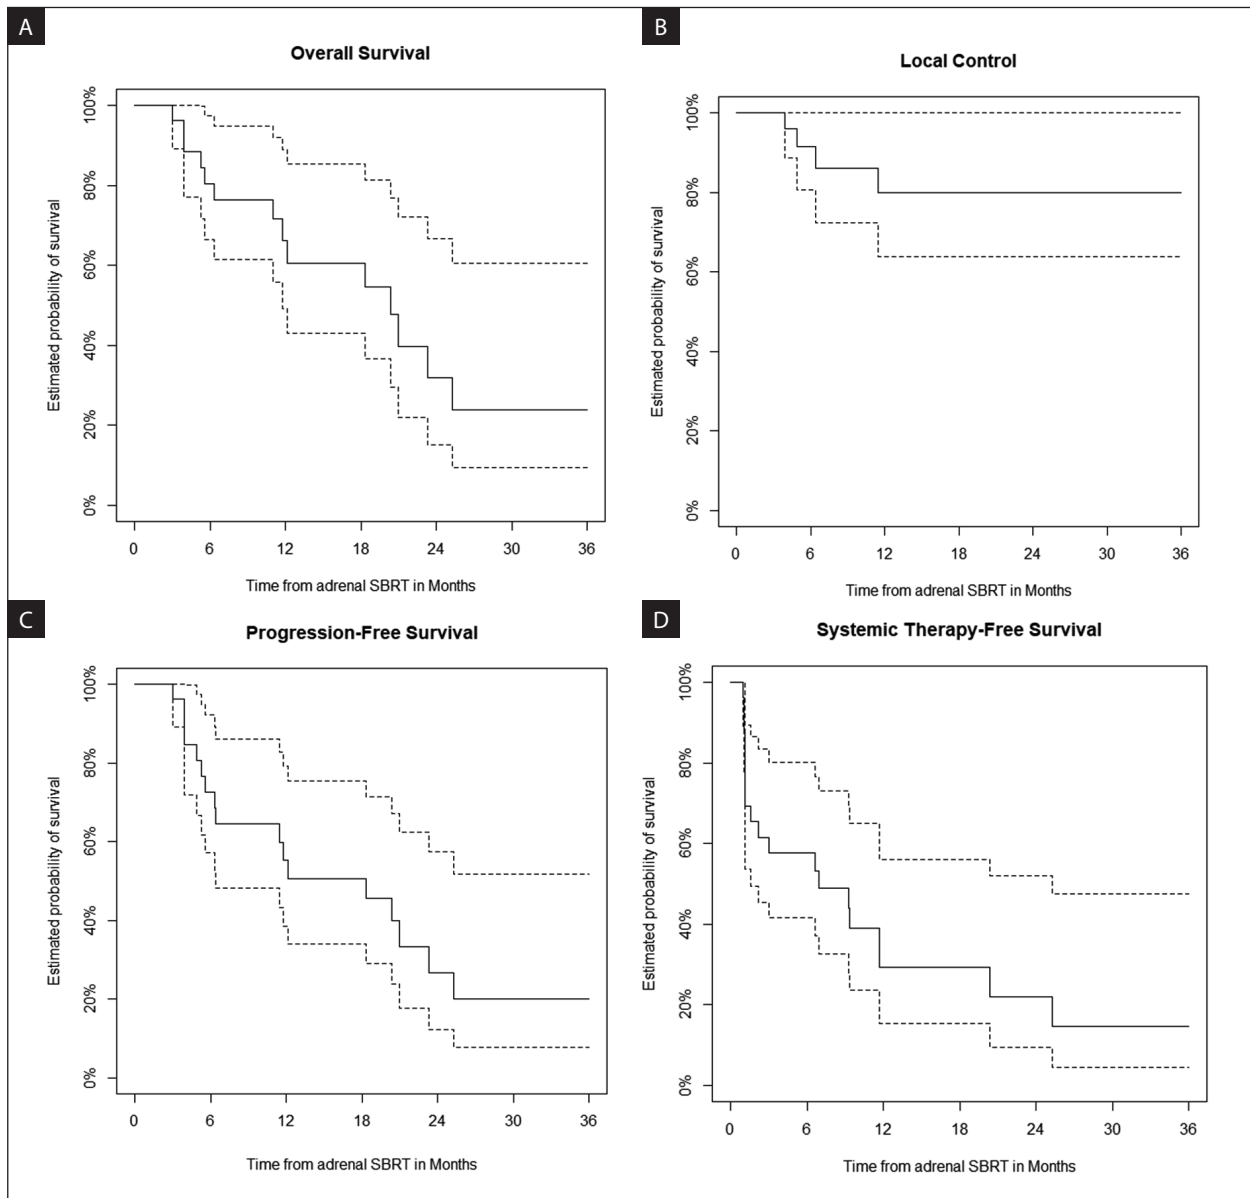 A
Overall Survival
Estimated probability of survival
100%
80%
60%
40%
20%
0%
0 6 12 18 24 30 36
Time from adrenal SBRT in Months
B
Local Control
Estimated probability of survival
100%
80%
60%
40%
20%
0%
0 6 12 18 24 30 36
Time from adrenal SBRT in Months
C
Progression-Free Survival
Estimated probability of survival
100%
80%
60%
40%
20%
0%
0 6 12 18 24 30 36
Time from adrenal SBRT in Months
D
Systemic Therapy-Free Survival
Estimated probability of survival
100%
80%
60%
40%
20%
0%
0 6 12 18 24 30 36
Time from adrenal SBRT in Months